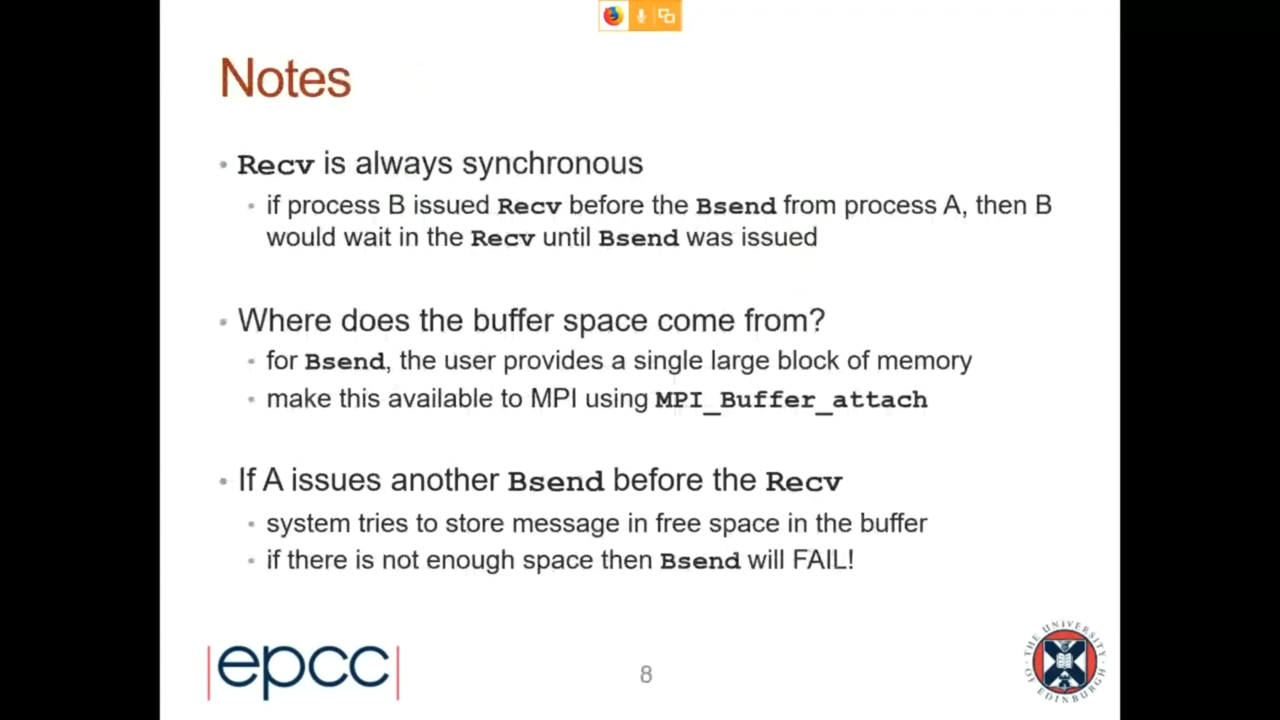 Notes
• Recv is always synchronous
• if process B issued Recv before the Bsend from process A, then B
would wait in the Recv until Bsend was issued
• Where does the buffer space come from?
• for Bsend, the user provides a single large block of memory
• make this available to MPI using MPI_Buffer_attach
• If A issues another Bsend before the Recv
• system tries to store message in free space in the buffer
• if there is not enough space then Bsend will FAIL!
|epcc|
8
THE UNIVERSITY
OF EDINBURGH